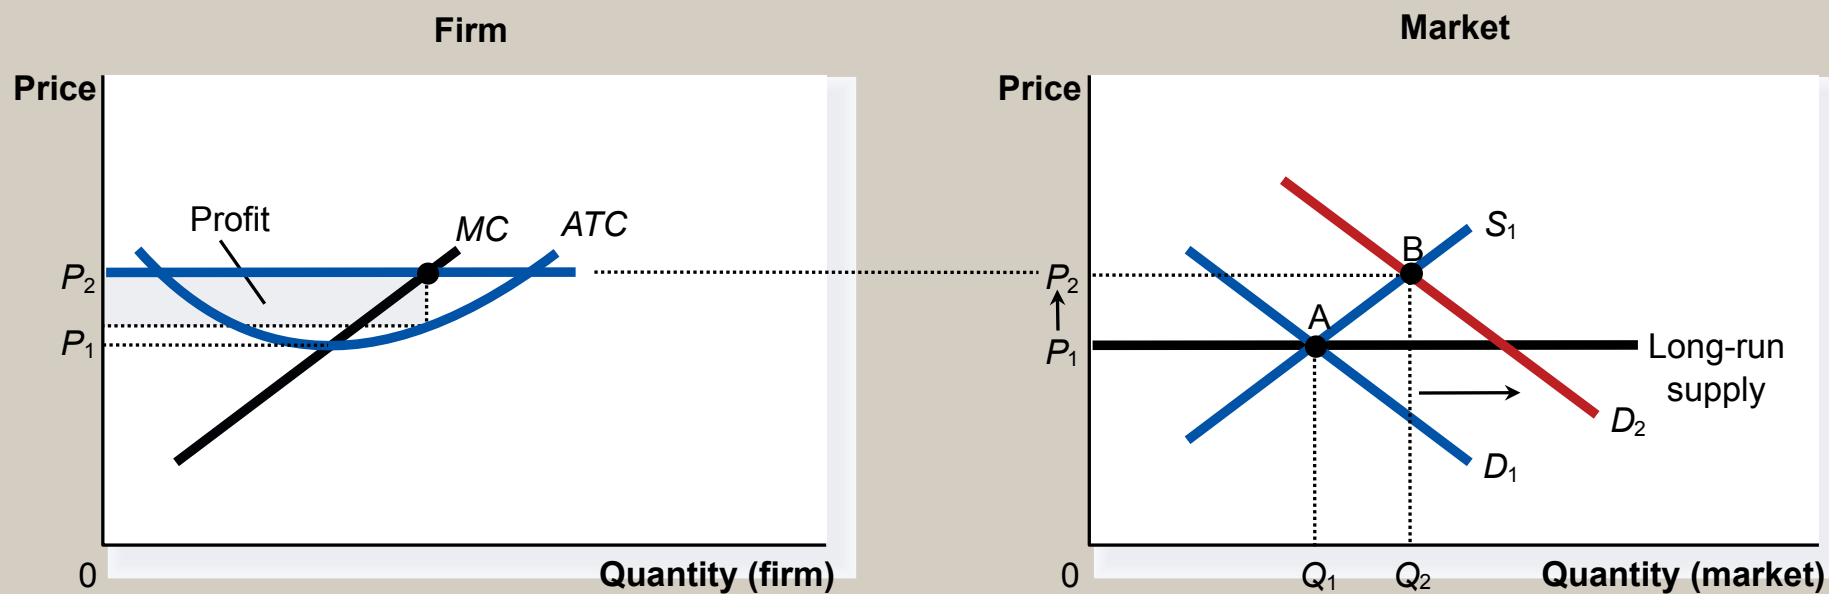 Firm
Price
Profit
MC
ATC
P₂
P₁
0
Quantity (firm)
Market
Price
S₁
B
P₂
A
P₁
Long-run
supply
D₂
D₁
0
Q₁
Q₂
Quantity (market)